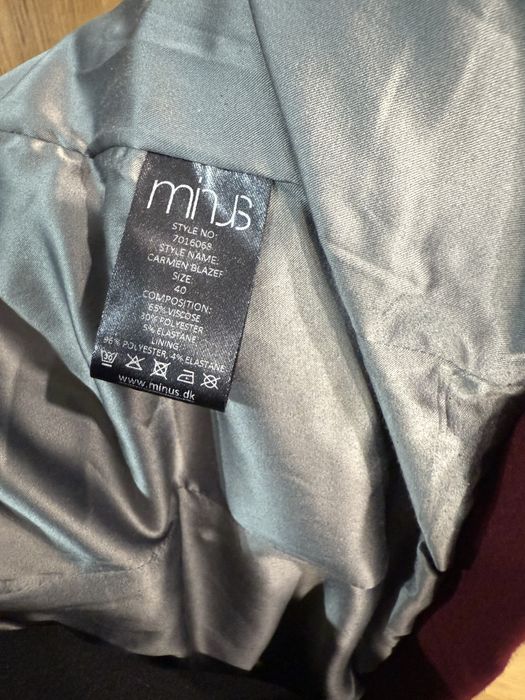 minus
STYLE NO:
7016068
STYLE NAME:
CARMEN BLAZER
SIZE:
40
COMPOSITION:
65% VISCOSE
30% POLYESTER
5% ELASTANE
LINING:
96% POLYESTER, 4% ELASTANE
30
www.minus.dk